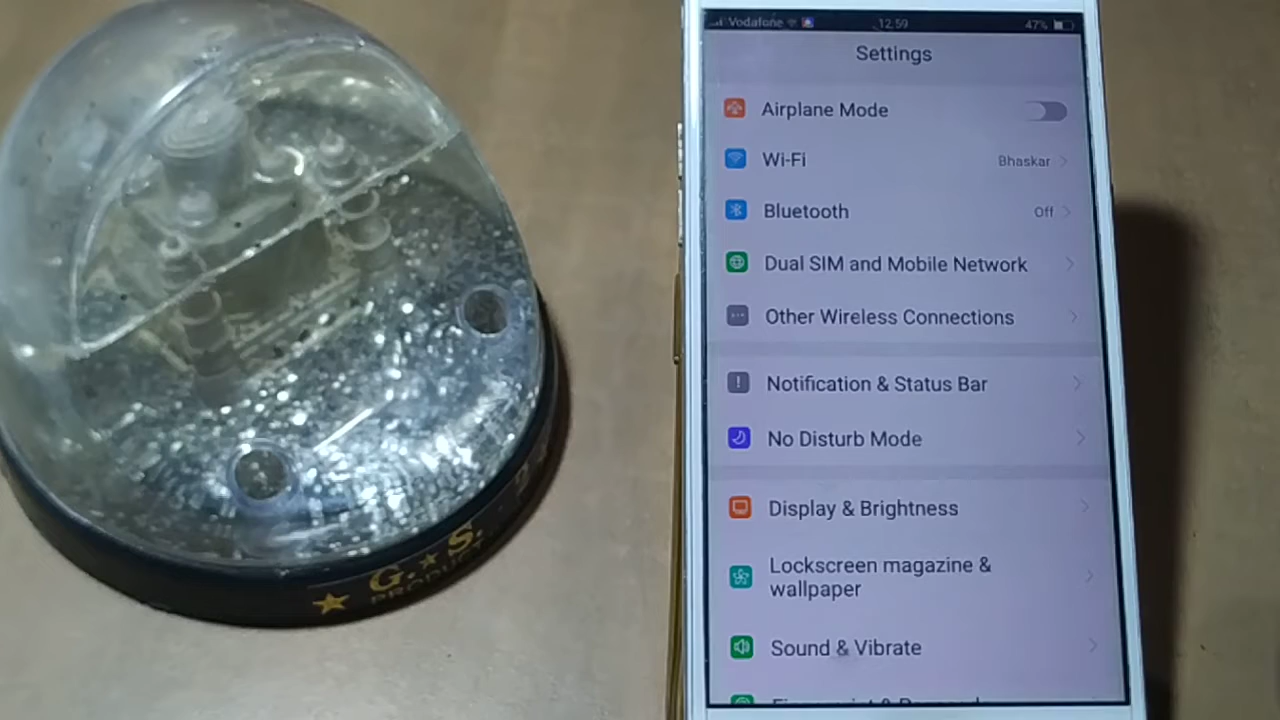 Vodafone 12.59 47%
Settings
Airplane Mode
Wi-Fi Bhaskar
Bluetooth Off
Dual SIM and Mobile Network
Other Wireless Connections
Notification & Status Bar
No Disturb Mode
Display & Brightness
Lockscreen magazine &
wallpaper
Sound & Vibrate
G. S.
PRODUCT